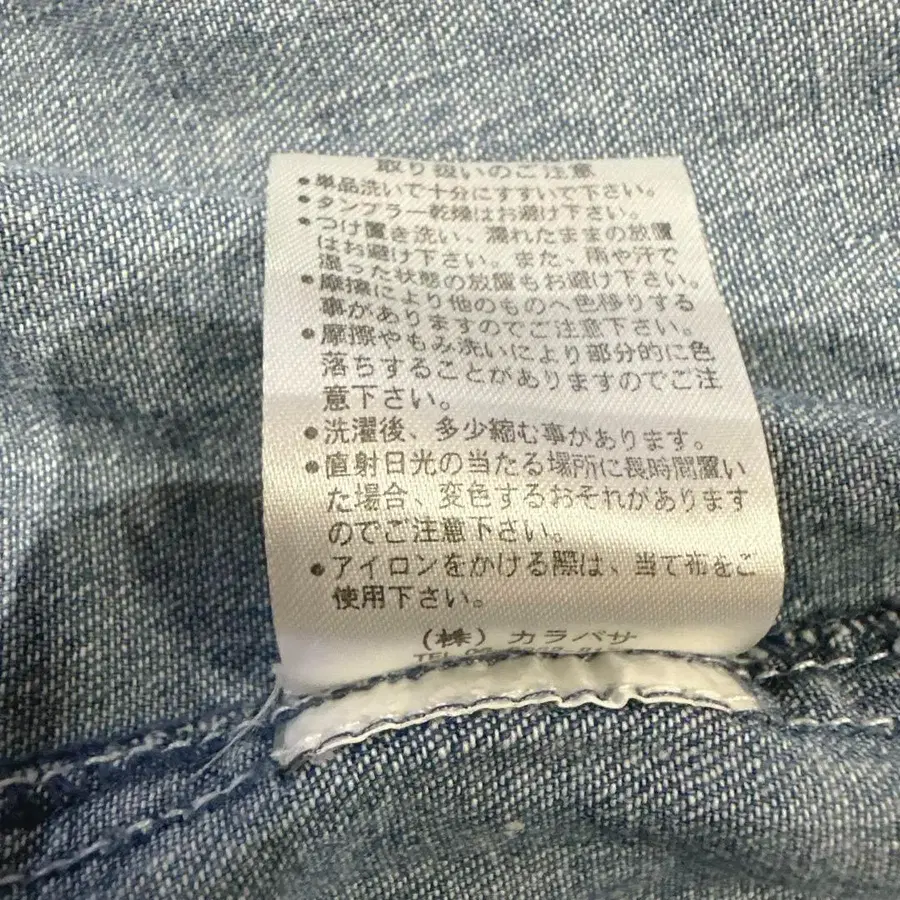 取り扱いのご注意
●単品洗いで十分にすすいで下さい。
●タンブラー乾燥はお避け下さい。
●つけ置き洗い、濡れたままの放置
はお避け下さい。また、雨や汗で
湿った状態の放置もお避け下さい。
●摩擦により他のものへ色移りする
事がありますのでご注意下さい。
●摩擦やもみ洗いにより部分的に色
落ちすることがありますのでご注
意下さい。
●洗濯後、多少縮む事があります。
●直射日光の当たる場所に長時間置い
た場合、変色するおそれがあります
のでご注意下さい。
●アイロンをかける際は、当て布をご
使用下さい。
(株) カラバサ
TEL